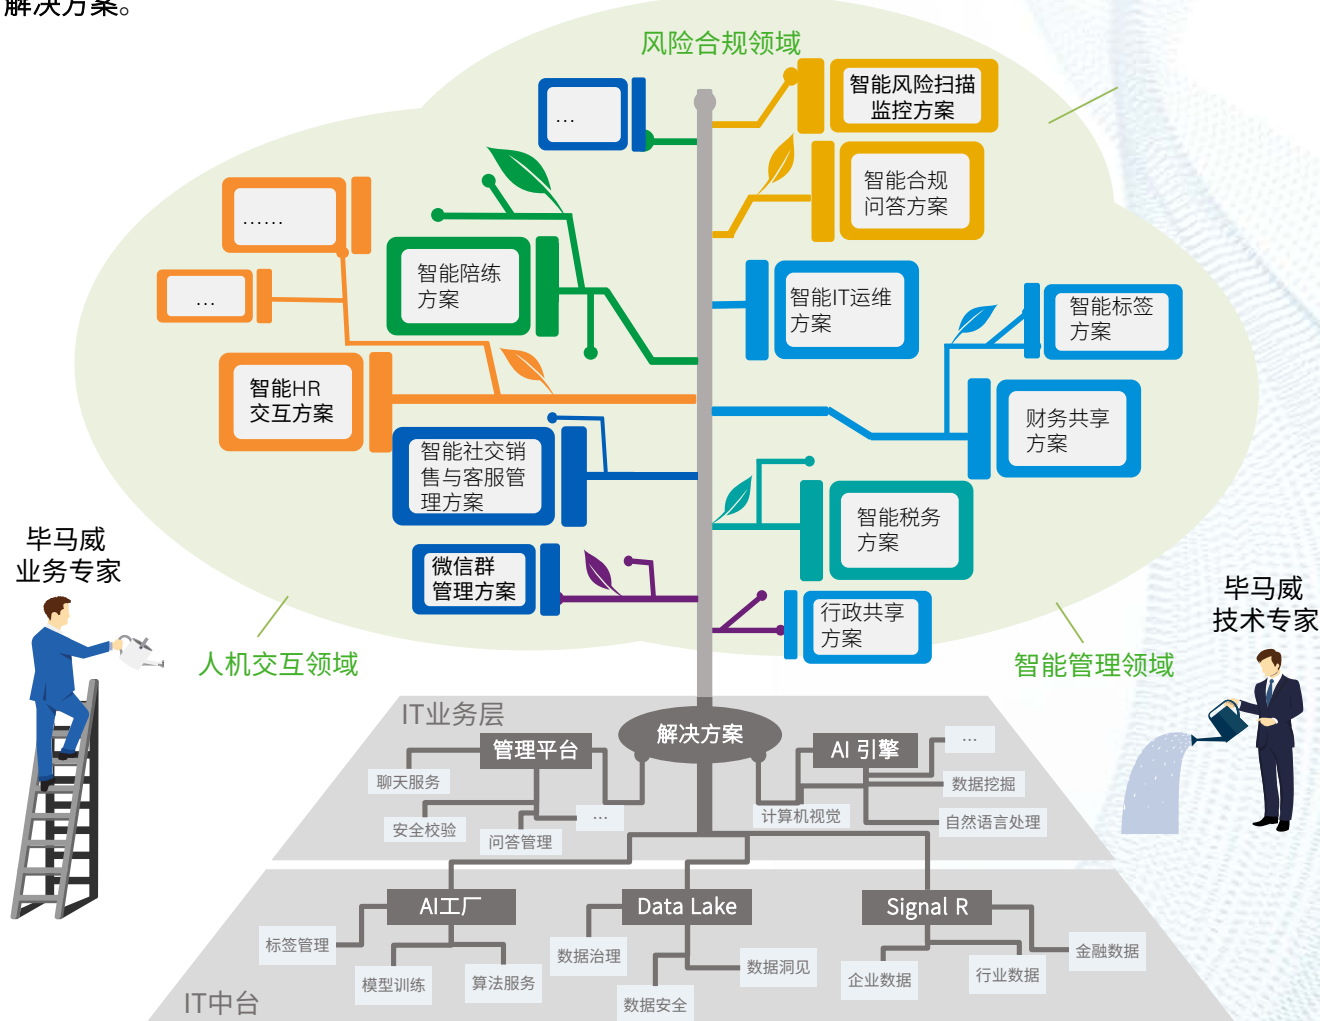 解决方案。
风险合规领域
...
智能风险扫描
监控方案
智能合规
问答方案
......
...
智能陪练
方案
智能IT运维
方案
智能标签
方案
智能HR
交互方案
财务共享
方案
智能社交销
售与客服管
理方案
智能税务
方案
微信群
管理方案
行政共享
方案
毕马威
业务专家
毕马威
技术专家
人机交互领域
智能管理领域
IT业务层
解决方案
管理平台
AI 引擎
...
聊天服务
数据挖掘
安全校验
...
计算机视觉
自然语言处理
问答管理
AI工厂
Data Lake
Signal R
标签管理
数据治理
金融数据
模型训练
算法服务
数据洞见
企业数据
行业数据
数据安全
IT中台